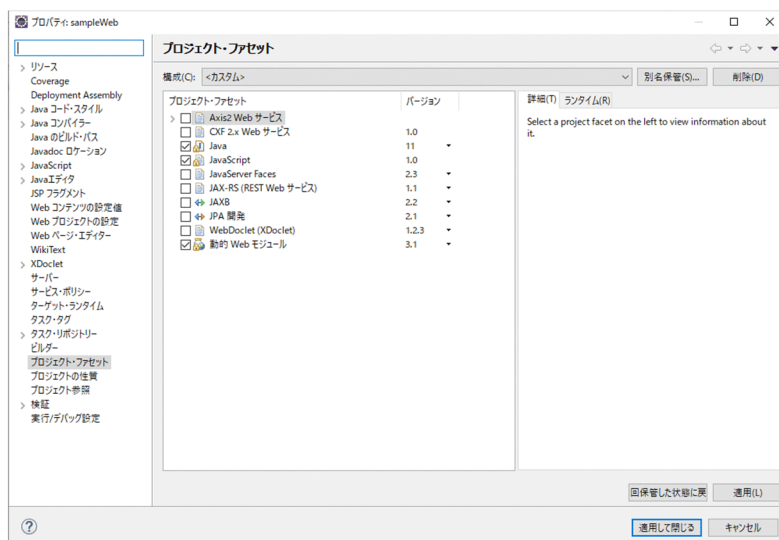 プロパティ: sampleWeb
プロジェクト・ファセット
構成(C): <カスタム> 別名保管(S)... 削除(D)
> リソース
Coverage
Deployment Assembly
> Java コード・スタイル
> Java コンパイラー
Java のビルド・パス
Javadoc ロケーション
> JavaScript
> Javaエディタ
JSP フラグメント
Web コンテンツの設定値
Web プロジェクトの設定
Web ページ・エディター
WikiText
> XDoclet
サーバー
サービス・ポリシー
ターゲット・ランタイム
タスク・タグ
> タスク・リポジトリー
ビルダー
プロジェクト・ファセット
プロジェクトの性質
プロジェクト参照
> 検証
実行/デバッグ設定
プロジェクト・ファセット バージョン
> Axis2 Web サービス
CXF 2.x Web サービス 1.0
Java 11
JavaScript 1.0
JavaServer Faces 2.3
JAX-RS (REST Web サービス) 1.1
JAXB 2.2
JPA 開発 2.1
WebDoclet (XDoclet) 1.2.3
動的 Web モジュール 3.1
詳細(T) ランタイム(R)
Select a project facet on the left to view information about
it.
回保管した状態に戻 適用(L)
? 適用して閉じる キャンセル